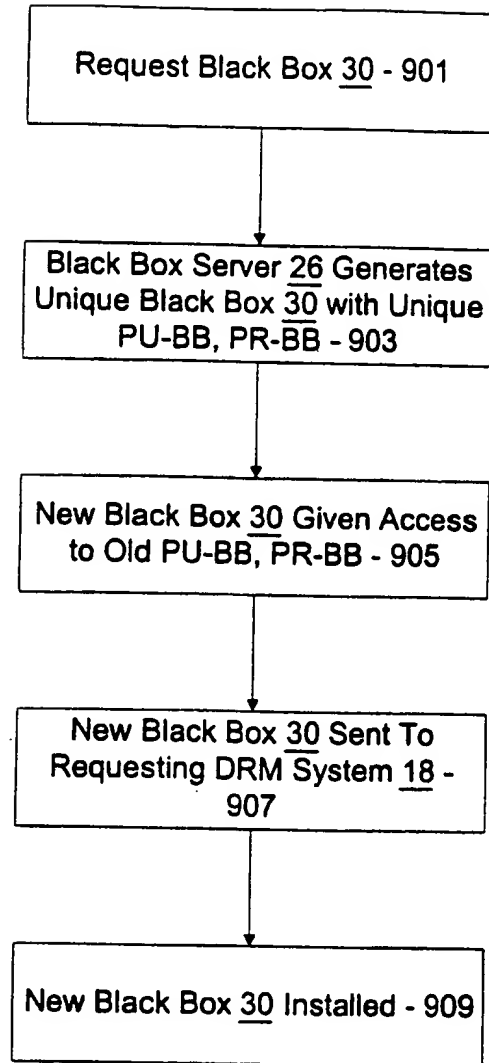 Request Black Box 30 - 901
Black Box Server 26 Generates
Unique Black Box 30 with Unique
PU-BB, PR-BB - 903
New Black Box 30 Given Access
to Old PU-BB, PR-BB - 905
New Black Box 30 Sent To
Requesting DRM System 18 -
907
New Black Box 30 Installed - 909